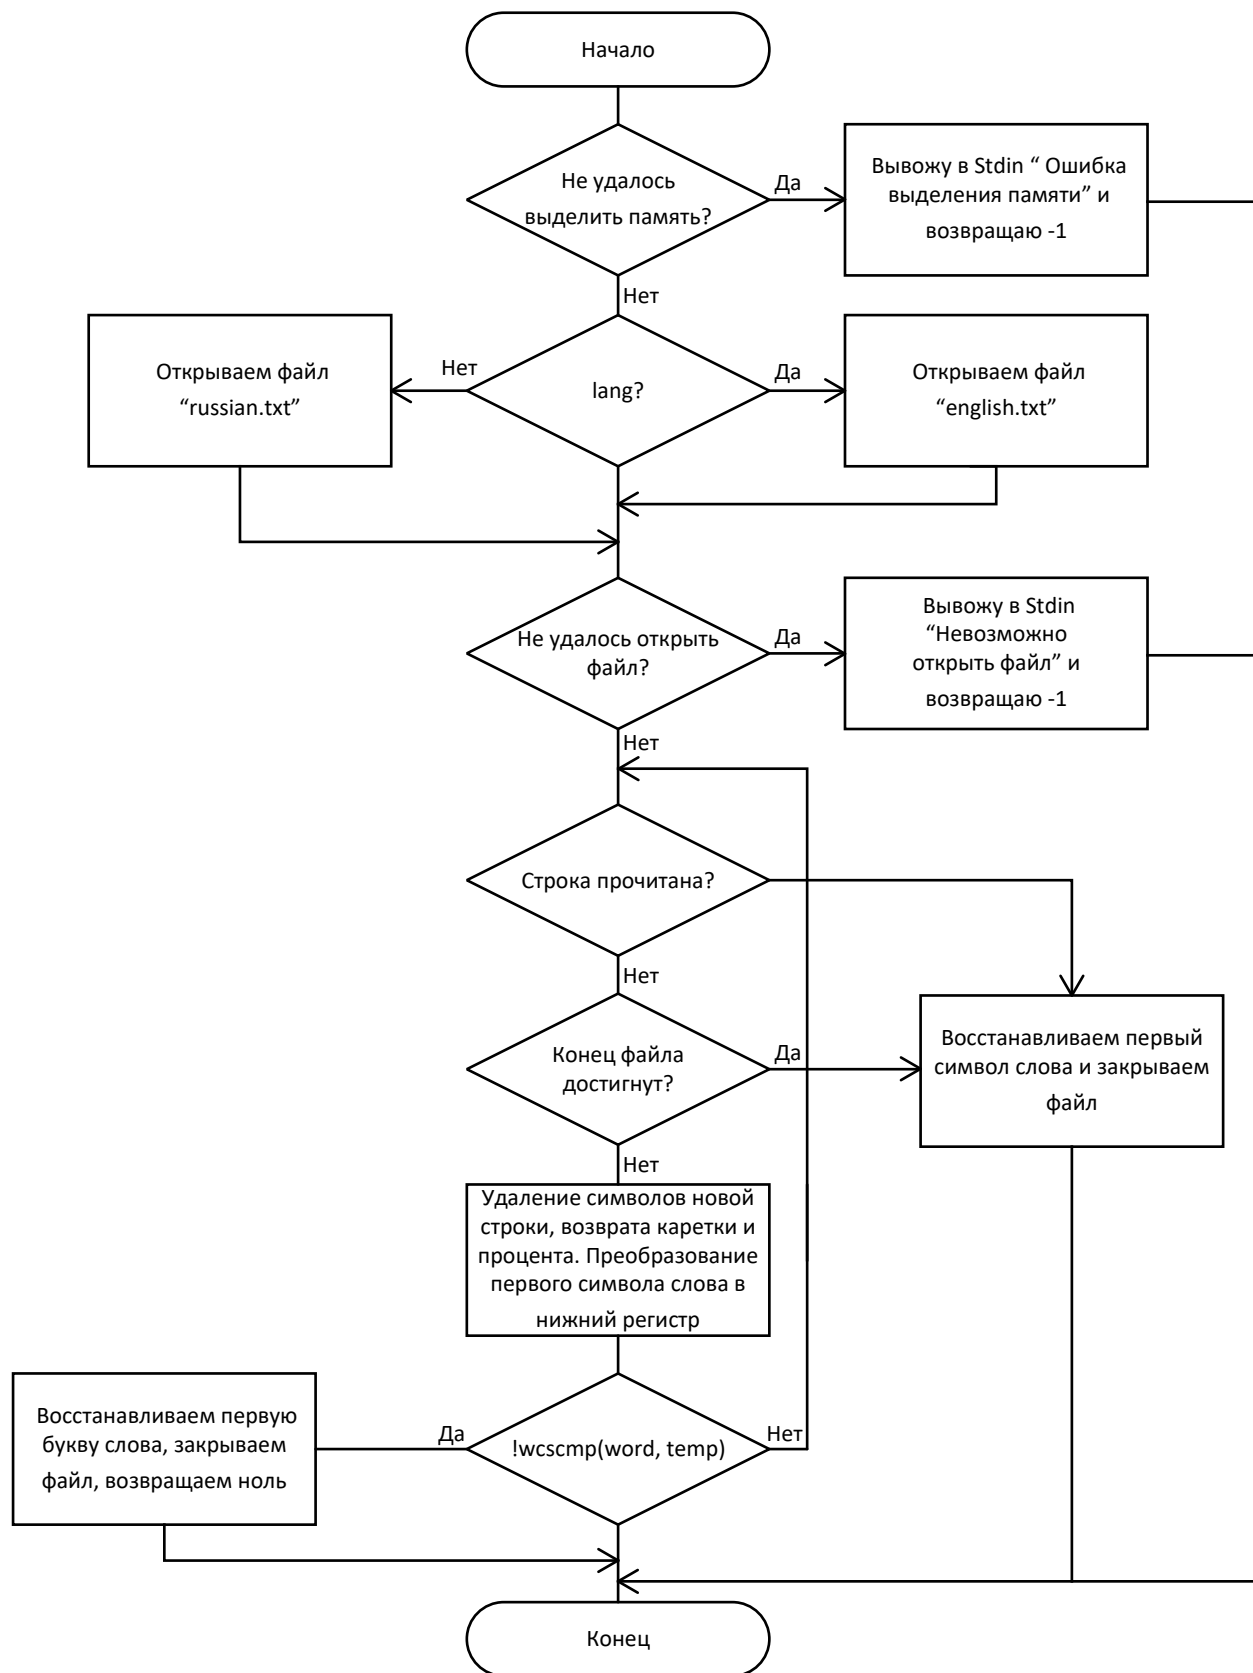 Начало
Не удалось
выделить память?
Да
Вывожу в Stdin “ Ошибка
выделения памяти” и
возвращаю -1
Нет
Открываем файл
“russian.txt”
Нет
lang?
Да
Открываем файл
“english.txt”
Не удалось открыть
файл?
Да
Вывожу в Stdin
“Невозможно
открыть файл” и
возвращаю -1
Нет
Строка прочитана?
Нет
Конец файла
достигнут?
Да
Восстанавливаем первый
символ слова и закрываем
файл
Нет
Удаление символов новой
строки, возврата каретки и
процента. Преобразование
первого символа слова в
нижний регистр
Восстанавливаем первую
букву слова, закрываем
файл, возвращаем ноль
Да
!wcscmp(word, temp)
Нет
Конец